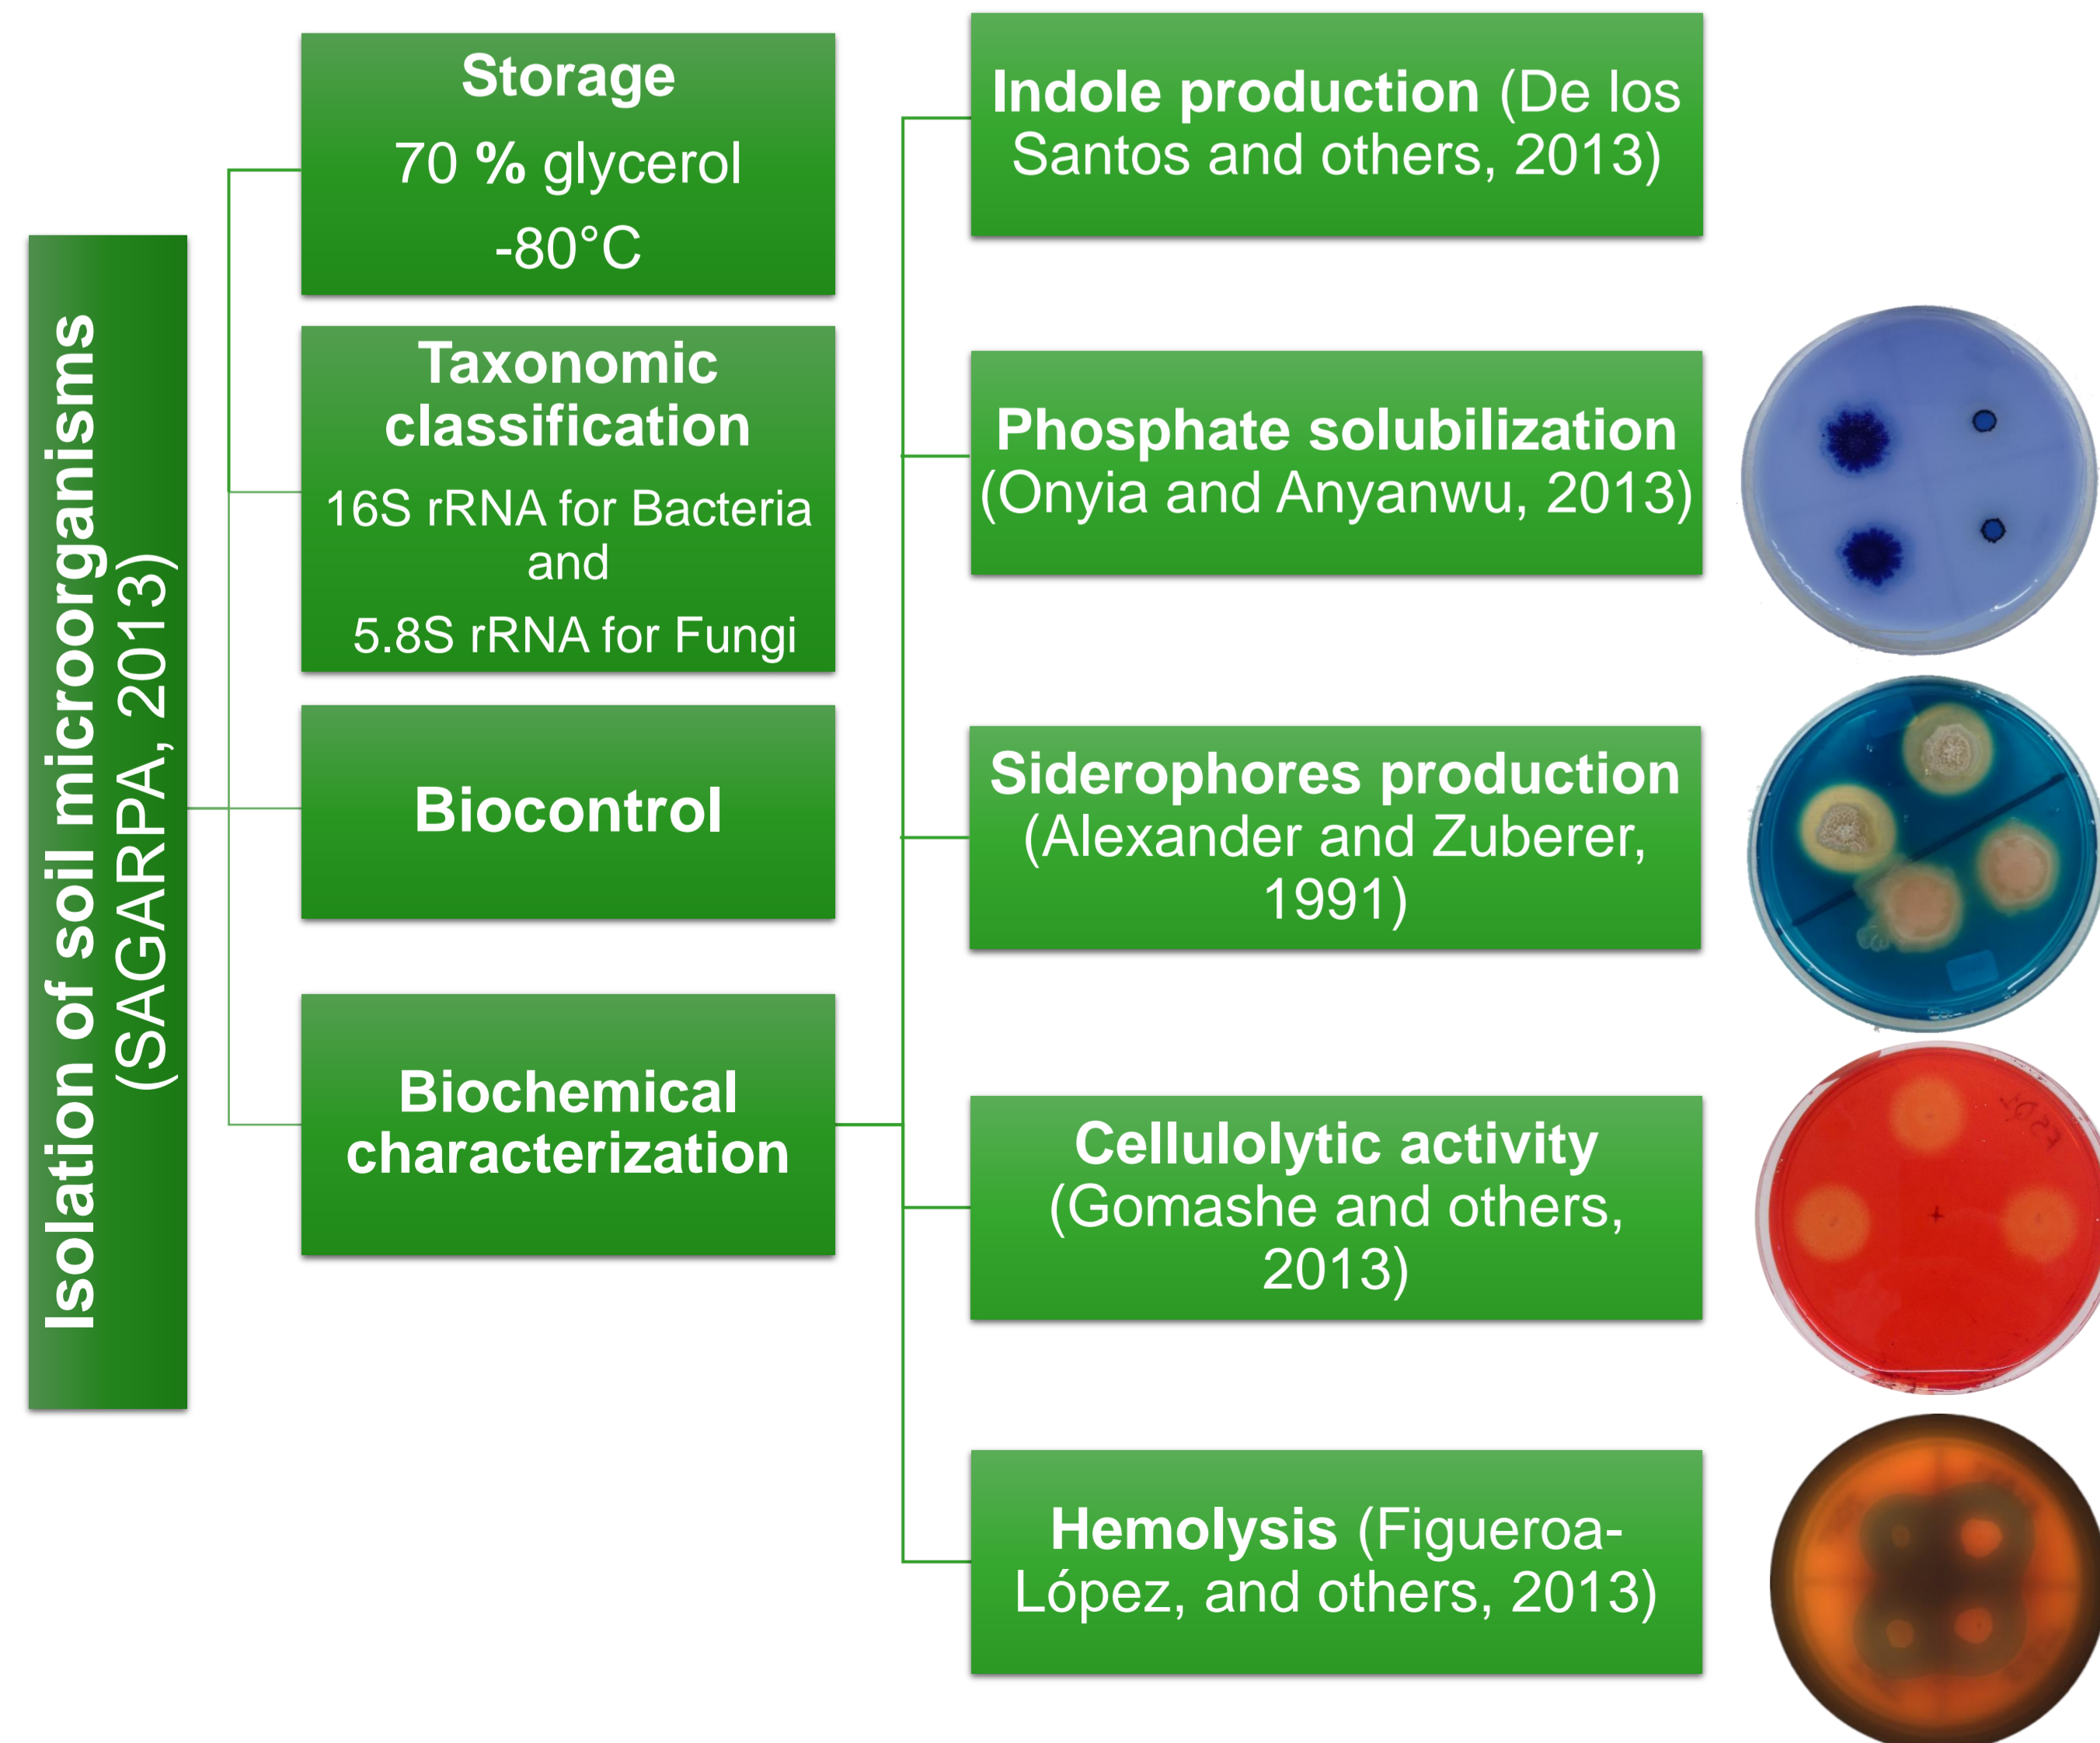 Isolation of soil microorganisms
(SAGARPA, 2013)
Storage
70 % glycerol
-80°C
Taxonomic
classification
16S rRNA for Bacteria
and
5.8S rRNA for Fungi
Biocontrol
Biochemical
characterization
Indole production (De los
Santos and others, 2013)
Phosphate solubilization
(Onyia and Anyanwu, 2013)
Siderophores production
(Alexander and Zuberer,
1991)
Cellulolytic activity
(Gomashe and others,
2013)
Hemolysis (Figueroa-
López, and others, 2013)